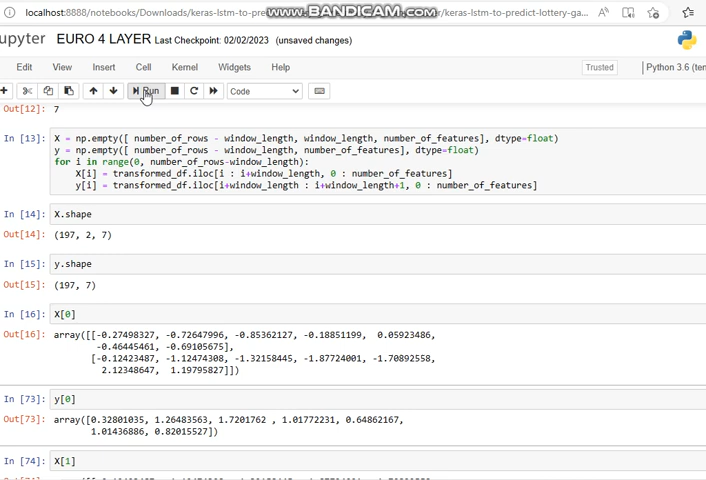 localhost:8888/notebooks/Downloads/keras-lstm-to-pre
www.BANDICAM.com
er/keras-lstm-to-predict-lottery-ga...
upyter EURO 4 LAYER Last Checkpoint: 02/02/2023 (unsaved changes)
Edit View Insert Cell Kernel Widgets Help Trusted Python 3.6 (ten
Run Code
Out[12]: 7
In [13]: X = np.empty([ number_of_rows - window_length, window_length, number_of_features], dtype=float)
y = np.empty([ number_of_rows - window_length, number_of_features], dtype=float)
for i in range(0, number_of_rows-window_length):
X[i] = transformed_df.iloc[i : i+window_length, 0 : number_of_features]
y[i] = transformed_df.iloc[i+window_length : i+window_length+1, 0 : number_of_features]
In [14]: X.shape
Out[14]: (197, 2, 7)
In [15]: y.shape
Out[15]: (197, 7)
In [16]: X[0]
Out[16]: array([[-0.27498327, -0.72647996, -0.85362127, -0.18851199, 0.05923486,
-0.46445461, -0.69105675],
[-0.12423487, -1.12474308, -1.32158445, -1.87724001, -1.70892558,
2.12348647, 1.19795827]])
In [73]: y[0]
Out[73]: array([0.32801035, 1.26483563, 1.7201762 , 1.01772231, 0.64862167,
1.01436886, 0.82015527])
In [74]: X[1]